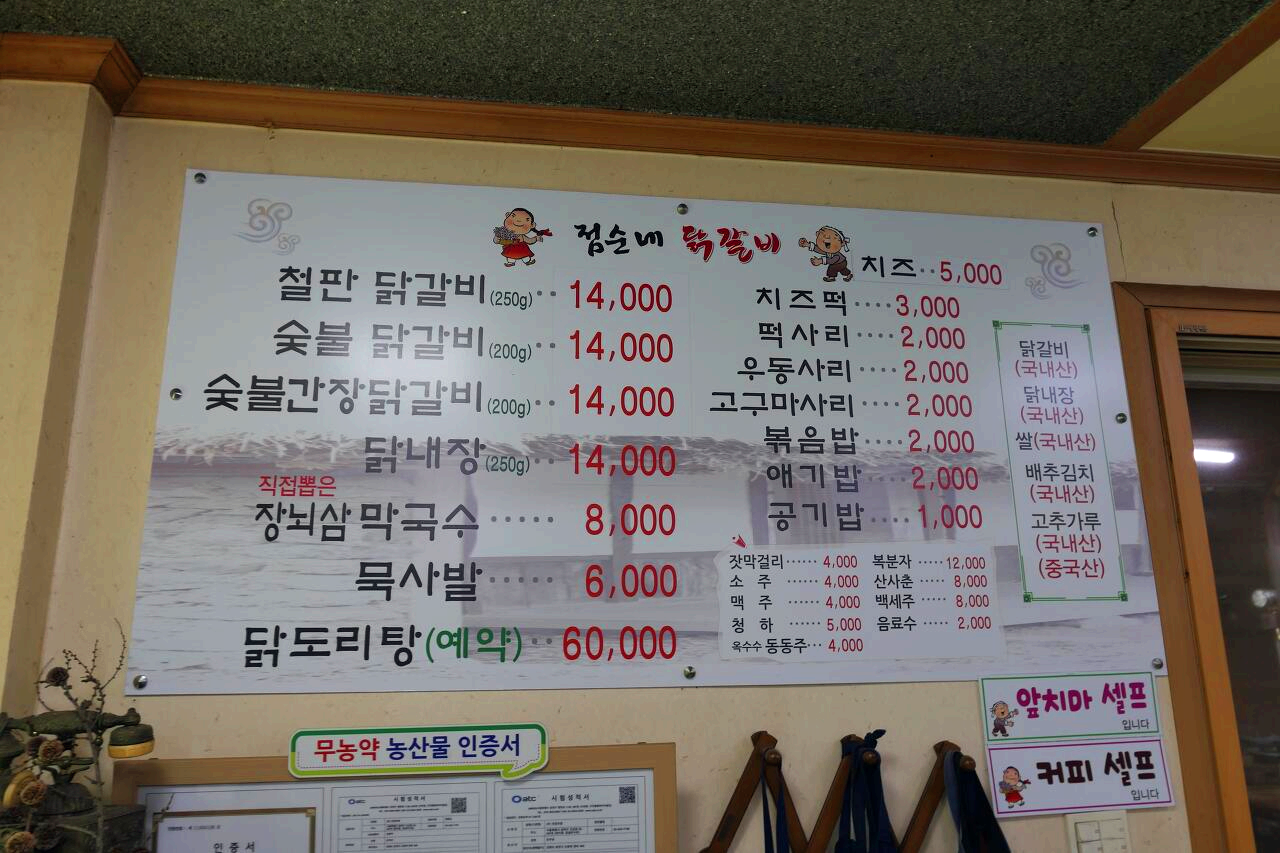 점순네 닭갈비
철판 닭갈비(250g)·· 14,000
숯불 닭갈비(200g)·· 14,000
숯불간장닭갈비(200g)·· 14,000
닭내장(250g)·· 14,000
직접뽑은
장뇌삼 막국수 ····· 8,000
묵사발 ····· 6,000
닭도리탕(예약)·· 60,000
치즈·· 5,000
치즈떡 ···· 3,000
떡사리 ···· 2,000
우동사리 ···· 2,000
고구마사리 ···· 2,000
볶음밥 ···· 2,000
애기밥 ···· 2,000
공기밥 ···· 1,000
잣막걸리 ······ 4,000
소 주 ······ 4,000
맥 주 ······ 4,000
청 하 ······ 5,000
옥수수 동동주··· 4,000
복분자 ····· 12,000
산사춘 ····· 8,000
백세주 ····· 8,000
음료수 ···· 2,000
닭갈비
(국내산)
닭내장
(국내산)
쌀(국내산)
배추김치
(국내산)
고추가루
(국내산)
(중국산)
앞치마 셀프
입니다
커피 셀프
입니다
무농약 농산물 인증서
인 증 서
시 험 성 적 서
atc 시 험 성 적 서